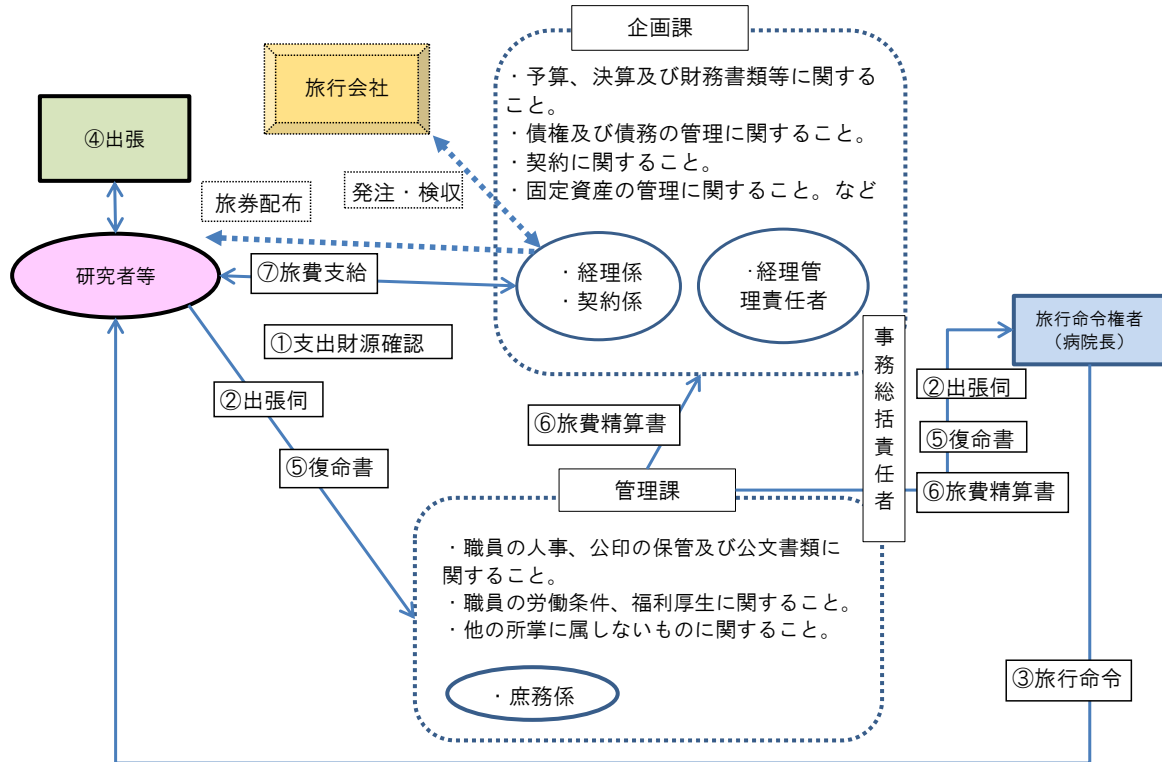 企画課
・予算、決算及び財務書類等に関する
こと。
・債権及び債務の管理に関すること。
・契約に関すること。
・固定資産の管理に関すること。など
旅行会社
④出張
発注・検収
旅券配布
研究者等
⑦旅費支給
・経理係
・契約係
・経理管
理責任者
①支出財源確認
事務総括責任者
旅行命令権者
（病院長）
②出張伺
②出張伺
⑥旅費精算書
⑤復命書
⑤復命書
管理課
⑥旅費精算書
・職員の人事、公印の保管及び公文書類に
関すること。
・職員の労働条件、福利厚生に関すること。
・他の所掌に属しないものに関すること。
・庶務係
③旅行命令